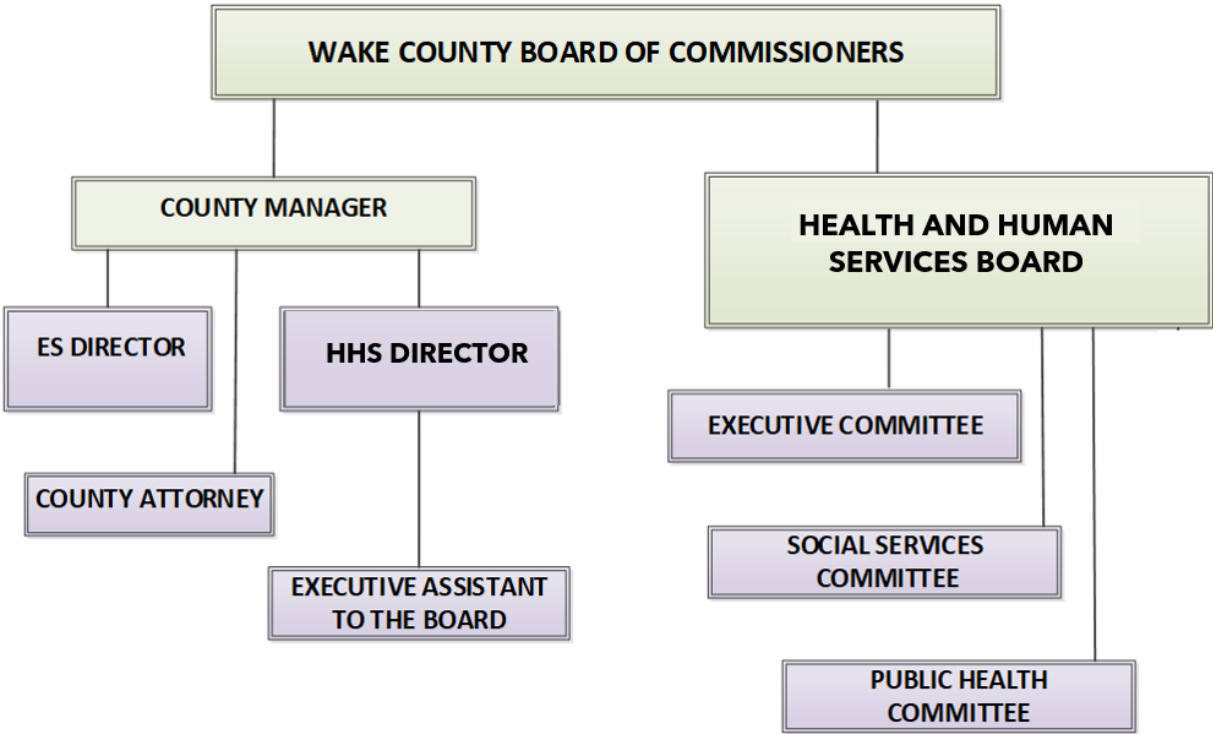 WAKE COUNTY BOARD OF COMMISSIONERS
COUNTY MANAGER
HEALTH AND HUMAN
SERVICES BOARD
ES DIRECTOR
HHS DIRECTOR
EXECUTIVE COMMITTEE
COUNTY ATTORNEY
SOCIAL SERVICES
COMMITTEE
EXECUTIVE ASSISTANT
TO THE BOARD
PUBLIC HEALTH
COMMITTEE